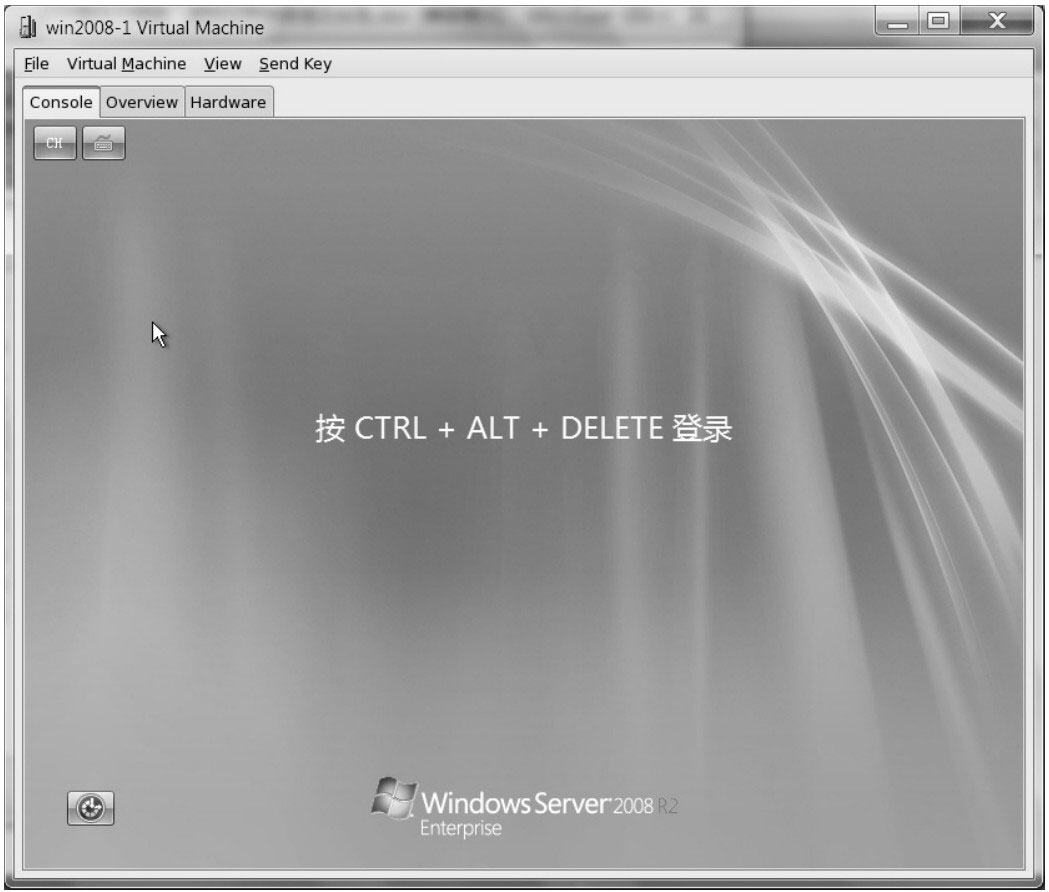 win2008-1 Virtual Machine
File Virtual Machine View Send Key
Console Overview Hardware
CH
按 CTRL + ALT + DELETE 登录
Windows Server 2008 R2
Enterprise